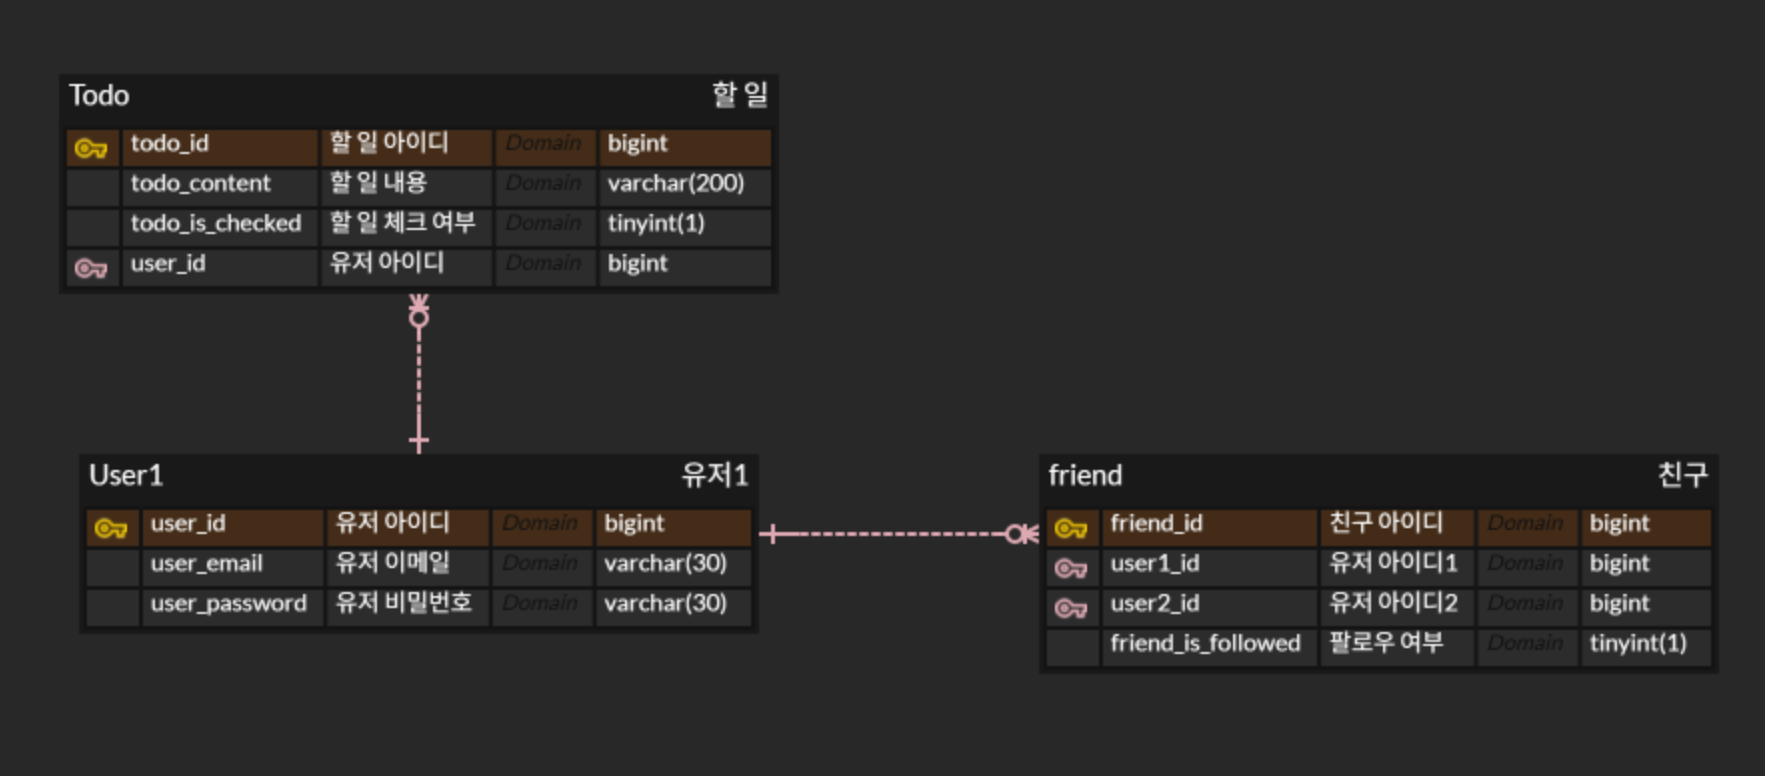 Todo 할 일
todo_id 할 일 아이디 Domain bigint
todo_content 할 일 내용 Domain varchar(200)
todo_is_checked 할 일 체크 여부 Domain tinyint(1)
user_id 유저 아이디 Domain bigint
User1 유저1
user_id 유저 아이디 Domain bigint
user_email 유저 이메일 Domain varchar(30)
user_password 유저 비밀번호 Domain varchar(30)
friend 친구
friend_id 친구 아이디 Domain bigint
user1_id 유저 아이디1 Domain bigint
user2_id 유저 아이디2 Domain bigint
friend_is_followed 팔로우 여부 Domain tinyint(1)